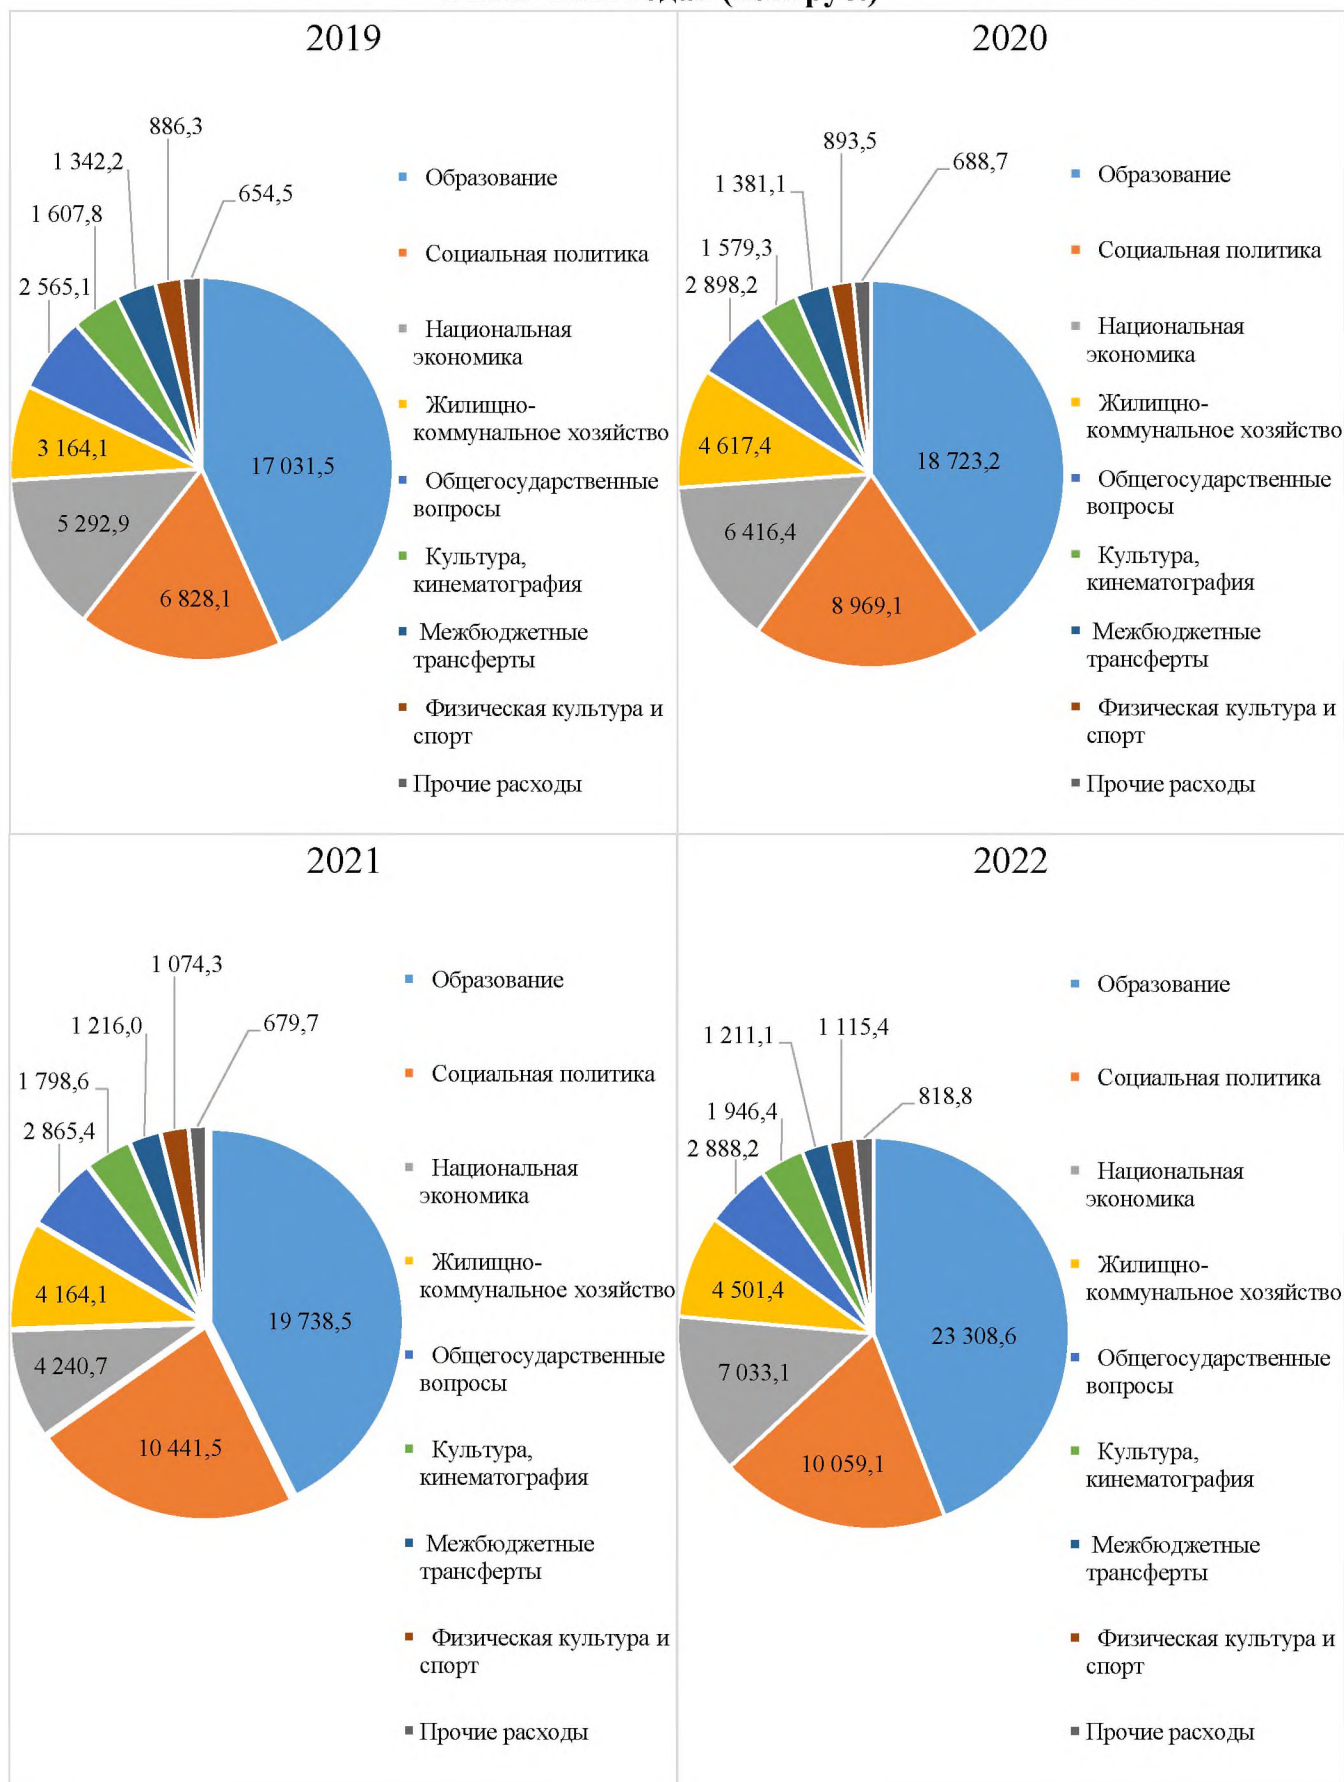 2019
886,3
1 342,2
654,5
1 607,8
2 565,1
3 164,1
17 031,5
5 292,9
6 828,1
Образование
Социальная политика
Национальная
экономика
Жилищно-
коммунальное хозяйство
Общегосударственные
вопросы
Культура,
кинематография
Межбюджетные
трансферты
Физическая культура и
спорт
Прочие расходы
2020
893,5
688,7
1 381,1
1 579,3
2 898,2
4 617,4
18 723,2
6 416,4
8 969,1
Образование
Социальная политика
Национальная
экономика
Жилищно-
коммунальное хозяйство
Общегосударственные
вопросы
Культура,
кинематография
Межбюджетные
трансферты
Физическая культура и
спорт
Прочие расходы
2021
1 074,3
1 216,0
679,7
1 798,6
2 865,4
4 164,1
19 738,5
4 240,7
10 441,5
Образование
Социальная политика
Национальная
экономика
Жилищно-
коммунальное хозяйство
Общегосударственные
вопросы
Культура,
кинематография
Межбюджетные
трансферты
Физическая культура и
спорт
Прочие расходы
2022
1 211,1
1 115,4
818,8
1 946,4
2 888,2
4 501,4
23 308,6
7 033,1
10 059,1
Образование
Социальная политика
Национальная
экономика
Жилищно-
коммунальное хозяйство
Общегосударственные
вопросы
Культура,
кинематография
Межбюджетные
трансферты
Физическая культура и
спорт
Прочие расходы